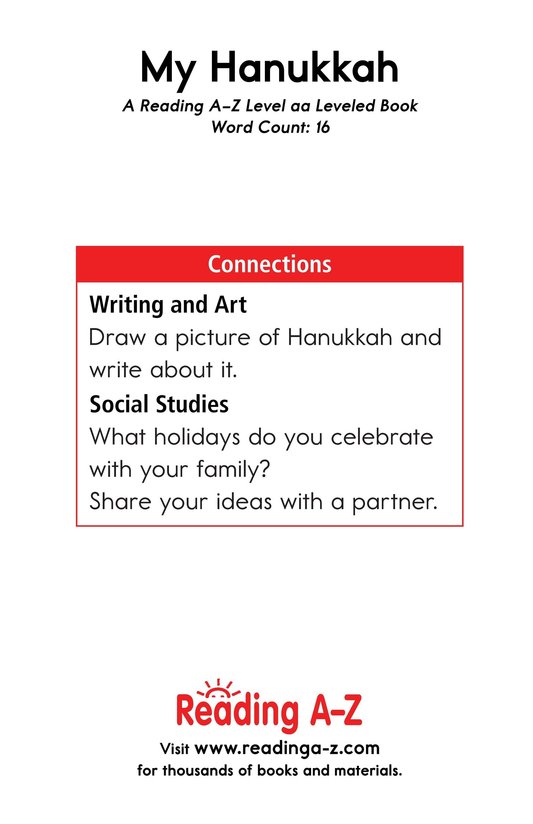 My Hanukkah
A Reading A–Z Level aa Leveled Book
Word Count: 16
Connections
Writing and Art
Draw a picture of Hanukkah and
write about it.
Social Studies
What holidays do you celebrate
with your family?
Share your ideas with a partner.
Reading A–Z
Visit www.readinga-z.com
for thousands of books and materials.